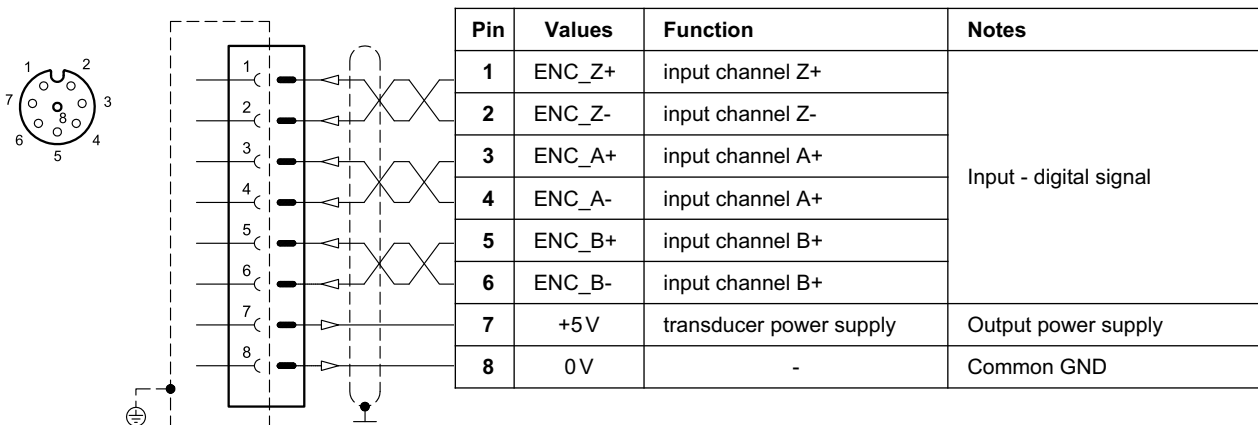 Pin Values Function Notes
1 ENC_Z+ input channel Z+
2 ENC_Z- input channel Z-
3 ENC_A+ input channel A+
4 ENC_A- input channel A+
5 ENC_B+ input channel B+
6 ENC_B- input channel B+
Input - digital signal
7 +5V transducer power supply Output power supply
8 0V - Common GND
1 2
7 8 3
6 4
5
1
2
3
4
5
6
7
8